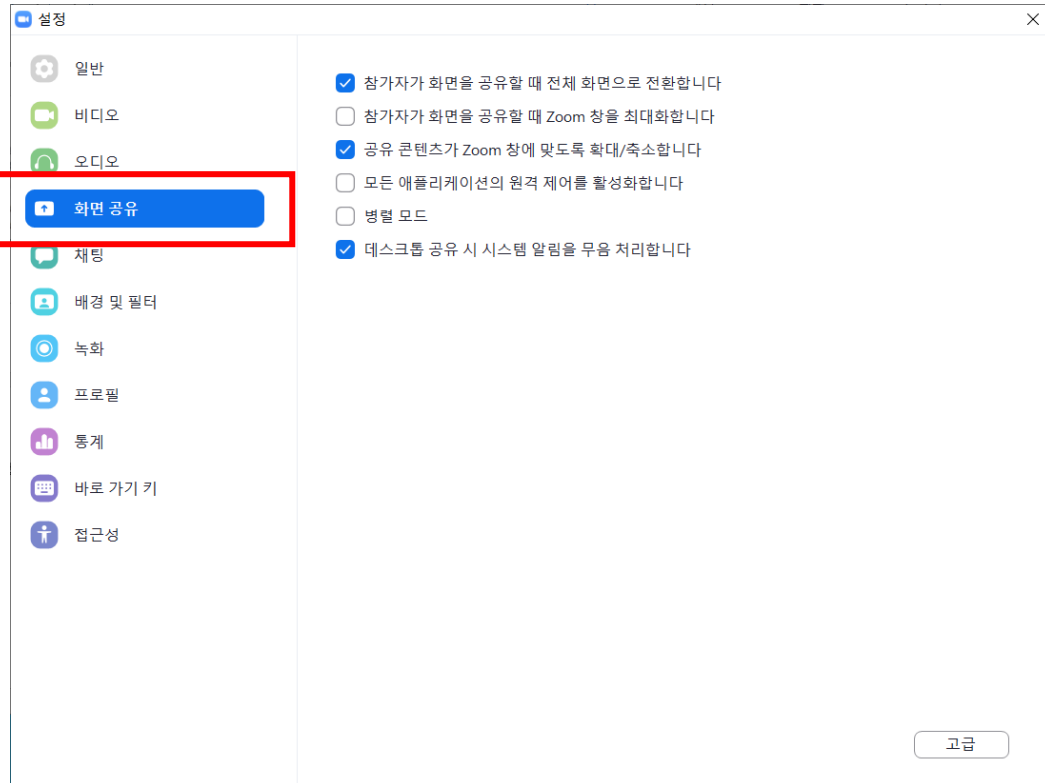 설정
일반
비디오
오디오
화면 공유
채팅
배경 및 필터
녹화
프로필
통계
바로 가기 키
접근성
참가자가 화면을 공유할 때 전체 화면으로 전환합니다
참가자가 화면을 공유할 때 Zoom 창을 최대화합니다
공유 콘텐츠가 Zoom 창에 맞도록 확대/축소합니다
모든 애플리케이션의 원격 제어를 활성화합니다
병렬 모드
데스크톱 공유 시 시스템 알림을 무음 처리합니다
고급